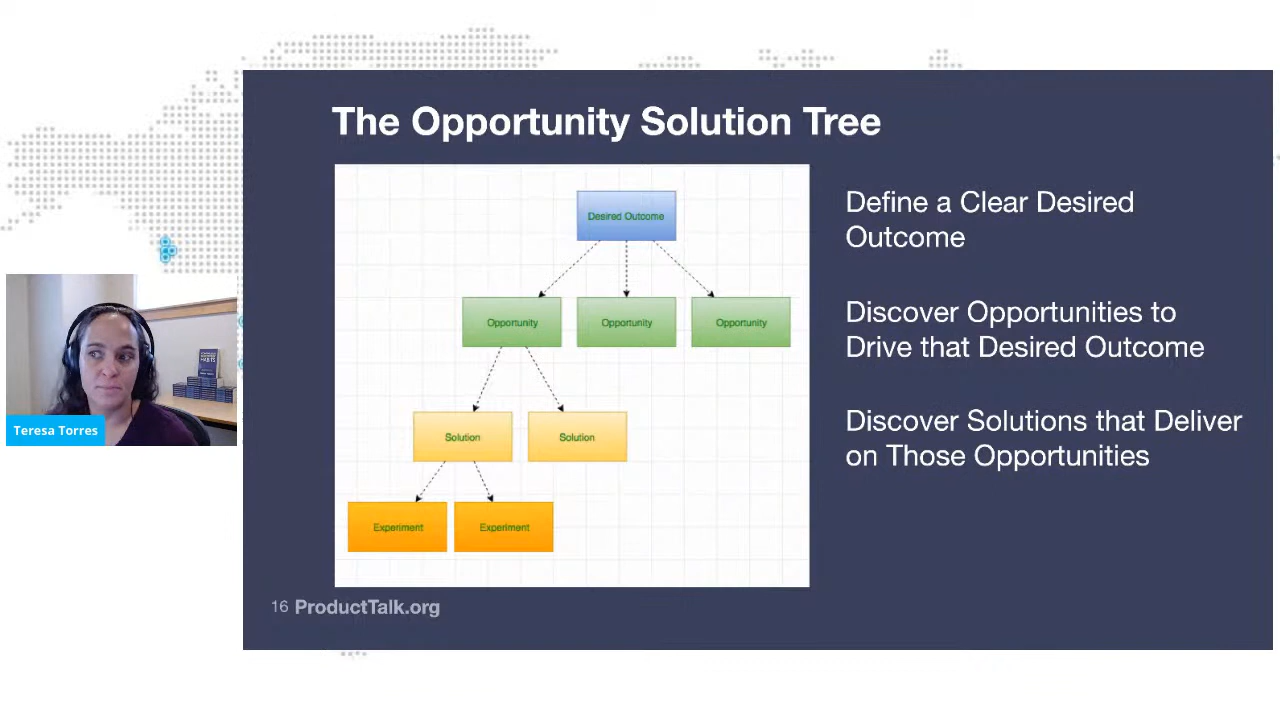 The Opportunity Solution Tree
Desired Outcome
Opportunity
Opportunity
Opportunity
Solution
Solution
Experiment
Experiment
Define a Clear Desired
Outcome
Discover Opportunities to
Drive that Desired Outcome
Discover Solutions that Deliver
on Those Opportunities
16 ProductTalk.org
HABITS
Teresa Torres